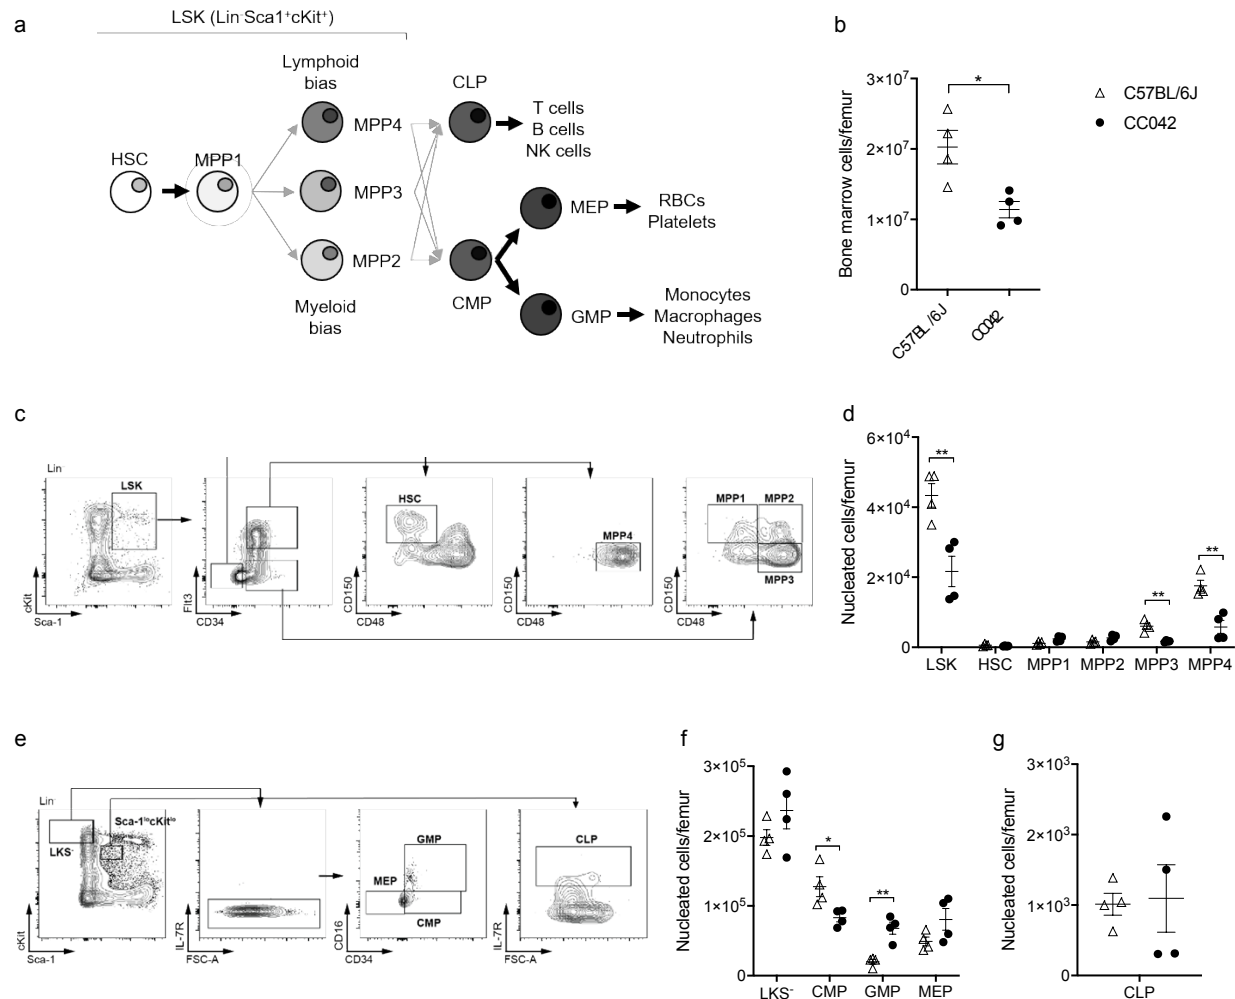 a
LSK (Lin⁻Sca1⁺cKit⁺)
Lymphoid
bias
HSC
MPP1
MPP4
MPP3
MPP2
Myeloid
bias
CLP
T cells
B cells
NK cells
CMP
MEP
RBCs
Platelets
GMP
Monocytes
Macrophages
Neutrophils
b
Bone marrow cells/femur
3×10⁷
2×10⁷
1×10⁷
0
*
C57BL/6J
CC042
C57BL/6J
CC042
c
Lin⁻
LSK
cKit
Sca-1
Flt3
CD34
HSC
CD150
CD48
MPP4
CD150
CD48
MPP1
MPP2
MPP3
CD150
CD48
d
Nucleated cells/femur
6×10⁴
4×10⁴
2×10⁴
0
**
**
**
LSK
HSC
MPP1
MPP2
MPP3
MPP4
e
Lin⁻
Sca-1ˡᵒcKitˡᵒ
LKS⁻
cKit
Sca-1
IL-7R
FSC-A
GMP
MEP
CMP
CD16
CD34
CLP
IL-7R
FSC-A
f
Nucleated cells/femur
3×10⁵
2×10⁵
1×10⁵
0
*
**
LKS⁻
CMP
GMP
MEP
g
Nucleated cells/femur
3×10³
2×10³
1×10³
0
CLP